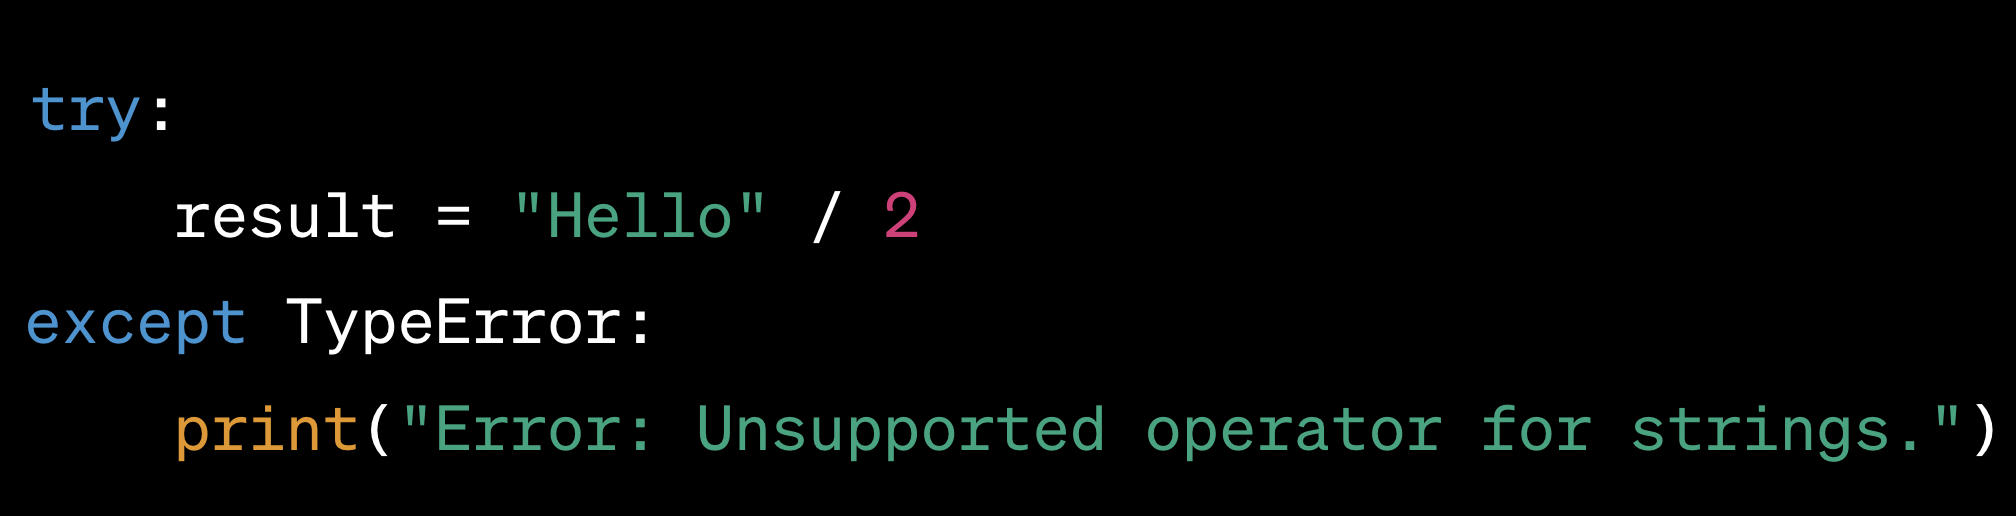 try:
    result = "Hello" / 2
except TypeError:
    print("Error: Unsupported operator for strings.")